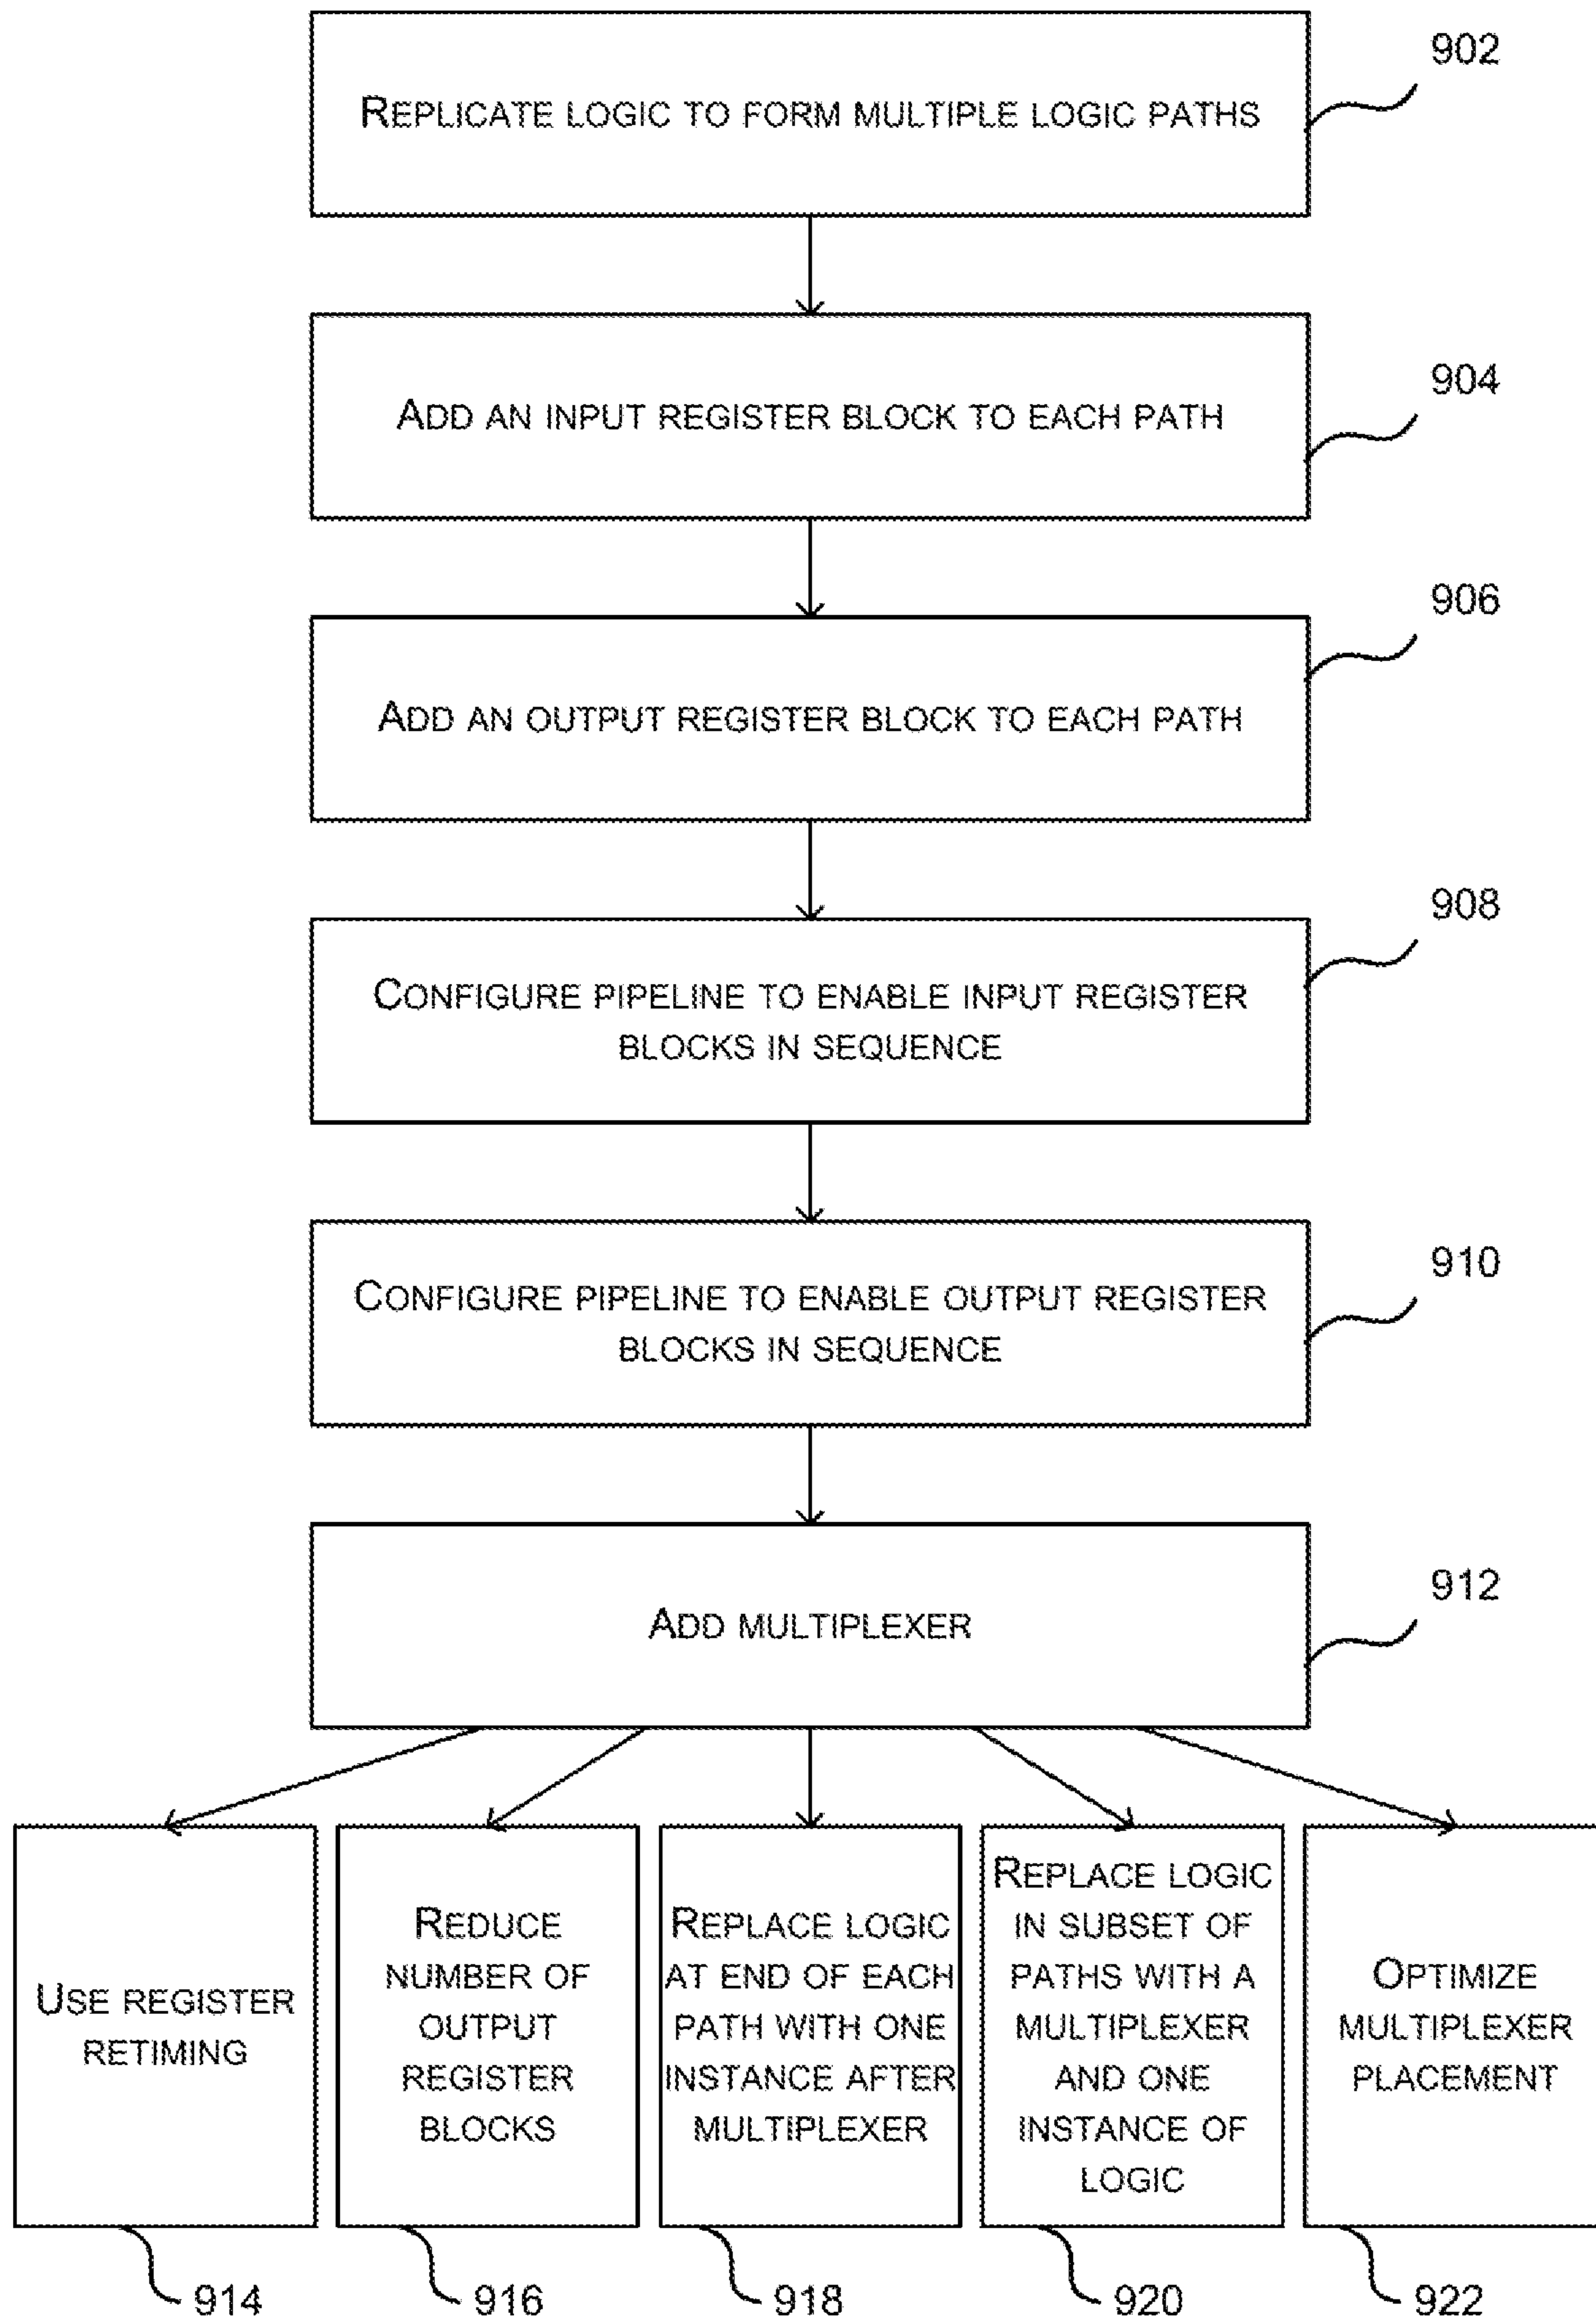 902
REPLICATE LOGIC TO FORM MULTIPLE LOGIC PATHS
904
ADD AN INPUT REGISTER BLOCK TO EACH PATH
906
ADD AN OUTPUT REGISTER BLOCK TO EACH PATH
908
CONFIGURE PIPELINE TO ENABLE INPUT REGISTER
BLOCKS IN SEQUENCE
910
CONFIGURE PIPELINE TO ENABLE OUTPUT REGISTER
BLOCKS IN SEQUENCE
912
ADD MULTIPLEXER
USE REGISTER
RETIMING
REDUCE
NUMBER OF
OUTPUT
REGISTER
BLOCKS
REPLACE LOGIC
AT END OF EACH
PATH WITH ONE
INSTANCE AFTER
MULTIPLEXER
REPLACE LOGIC
IN SUBSET OF
PATHS WITH A
MULTIPLEXER
AND ONE
INSTANCE OF
LOGIC
OPTIMIZE
MULTIPLEXER
PLACEMENT
914
916
918
920
922